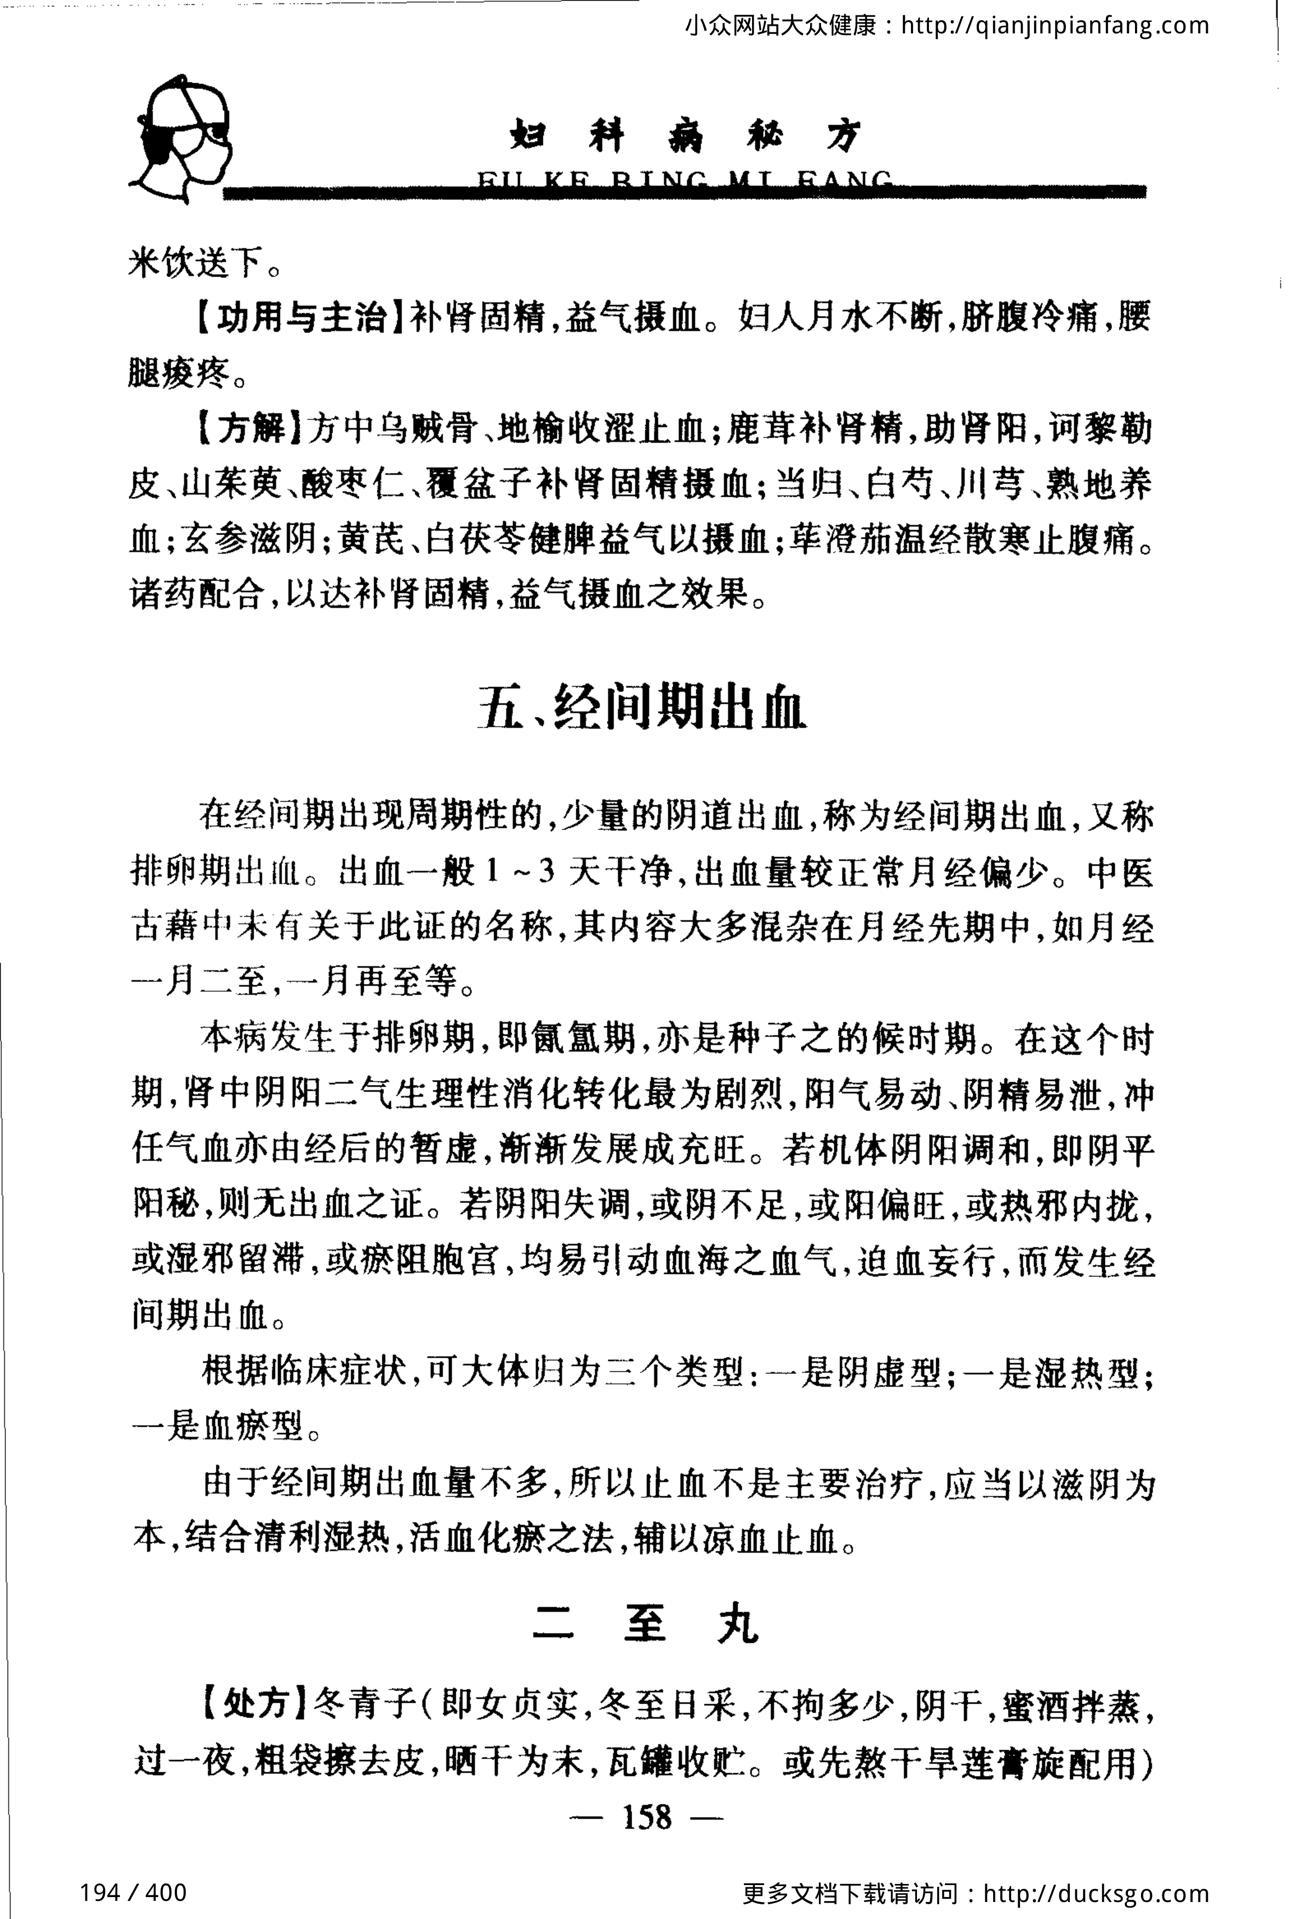 小众网站大众健康：http://qianjinpianfang.com
妇科病秘方
FU KE BING MI FANG
米饮送下。
【功用与主治】补肾固精,益气摄血。妇人月水不断,脐腹冷痛,腰
腿痠疼。
【方解】方中乌贼骨、地榆收涩止血;鹿茸补肾精,助肾阳,诃黎勒
皮、山茱萸、酸枣仁、覆盆子补肾固精摄血;当归、白芍、川芎、熟地养
血;玄参滋阴;黄芪、白茯苓健脾益气以摄血;荜澄茄温经散寒止腹痛。
诸药配合,以达补肾固精,益气摄血之效果。
五、经间期出血
在经间期出现周期性的,少量的阴道出血,称为经间期出血,又称
排卵期出血。出血一般1~3天干净,出血量较正常月经偏少。中医
古藉中未有关于此证的名称,其内容大多混杂在月经先期中,如月经
一月二至,一月再至等。
本病发生于排卵期,即氤氲期,亦是种子之的候时期。在这个时
期,肾中阴阳二气生理性消化转化最为剧烈,阳气易动、阴精易泄,冲
任气血亦由经后的暂虚,渐渐发展成充旺。若机体阴阳调和,即阴平
阳秘,则无出血之证。若阴阳失调,或阴不足,或阳偏旺,或热邪内拢,
或湿邪留滞,或瘀阻胞宫,均易引动血海之血气,迫血妄行,而发生经
间期出血。
根据临床症状,可大体归为三个类型:一是阴虚型;一是湿热型;
一是血瘀型。
由于经间期出血量不多,所以止血不是主要治疗,应当以滋阴为
本,结合清利湿热,活血化瘀之法,辅以凉血止血。
二至丸
【处方】冬青子(即女贞实,冬至日采,不拘多少,阴干,蜜酒拌蒸,
过一夜,粗袋擦去皮,晒干为末,瓦罐收贮。或先熬干旱莲膏旋配用)
— 158 —
194 / 400
更多文档下载请访问：http://ducksgo.com